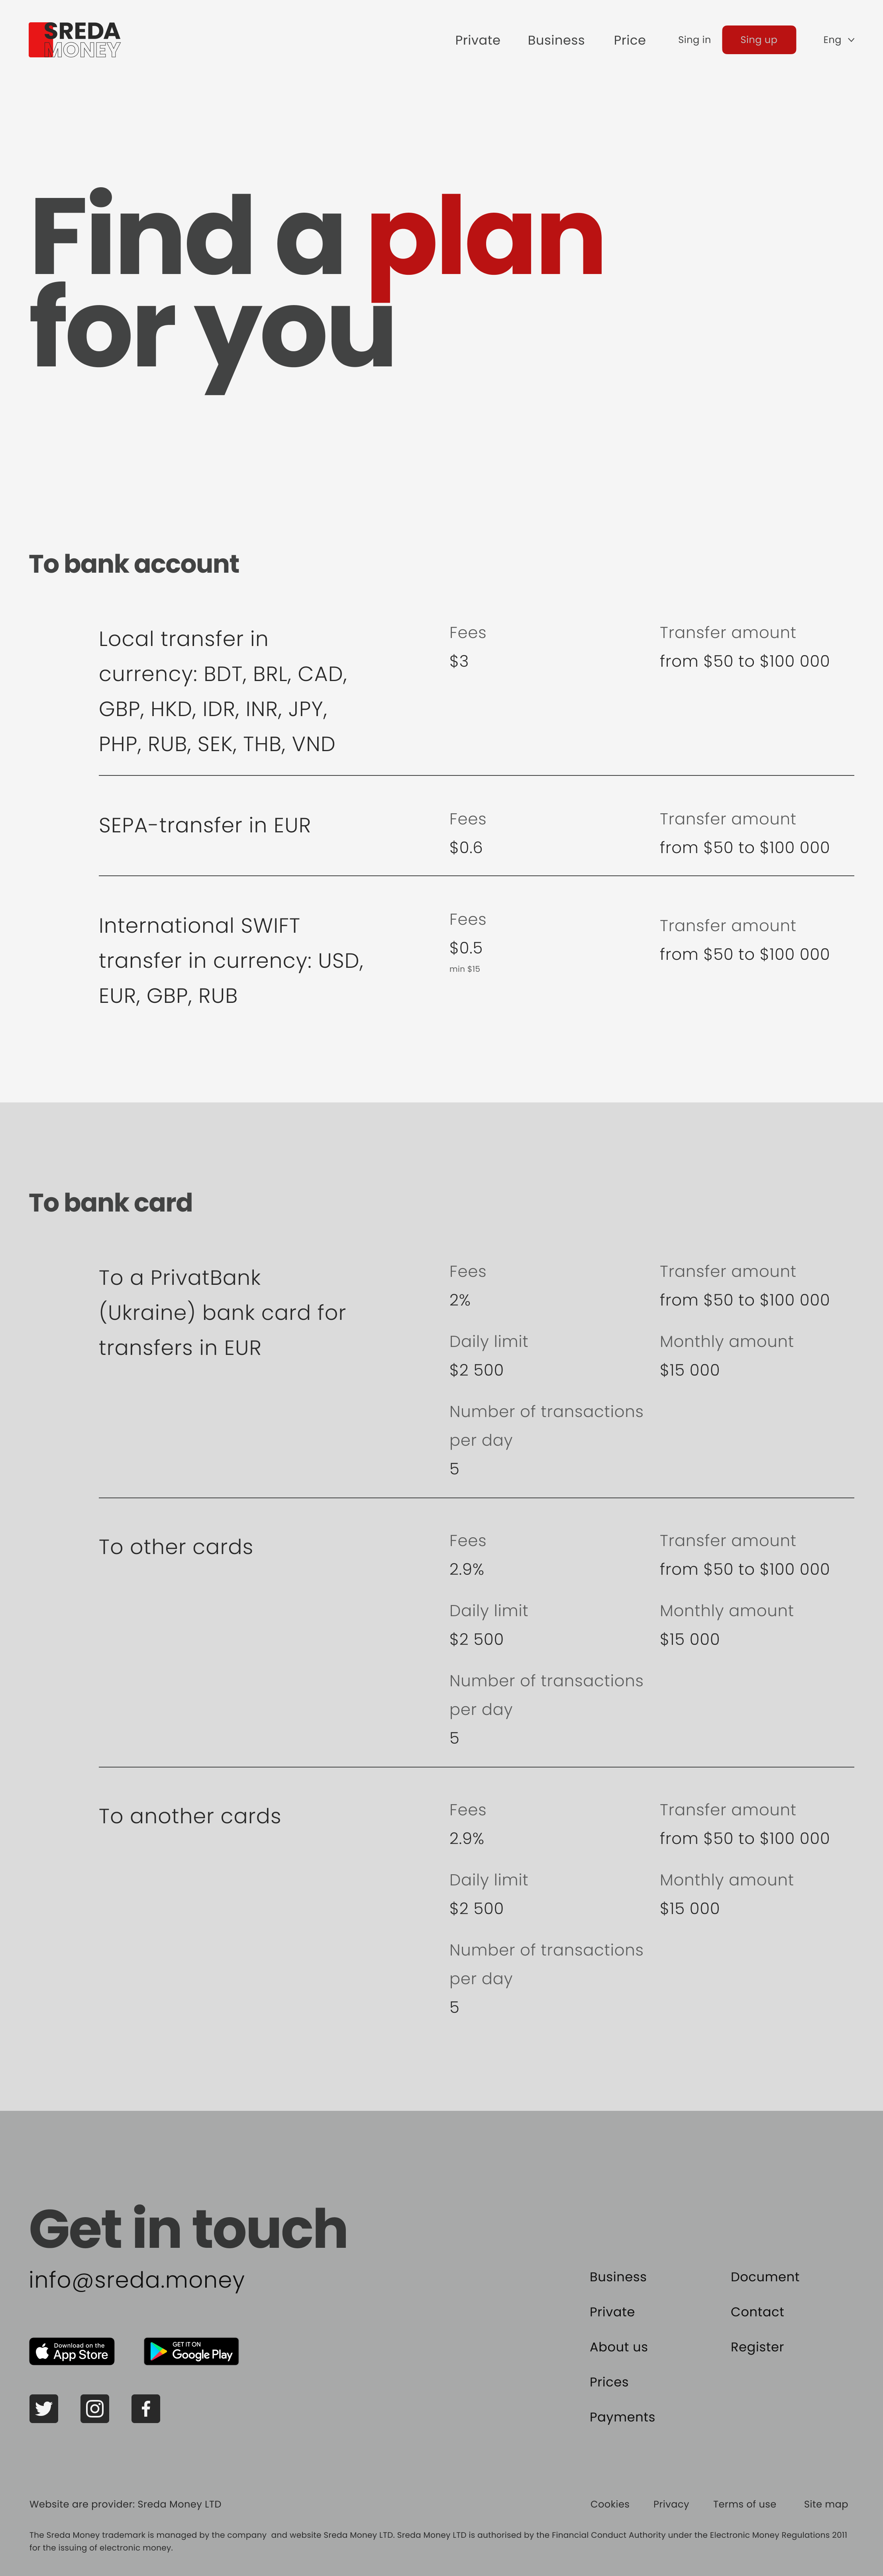 SREDA
MONEY
Private Business Price Sing in Sing up Eng
Find a plan
for you
To bank account
Local transfer in
currency: BDT, BRL, CAD,
GBP, HKD, IDR, INR, JPY,
PHP, RUB, SEK, THB, VND
Fees
$3
Transfer amount
from $50 to $100 000
SEPA-transfer in EUR
Fees
$0.6
Transfer amount
from $50 to $100 000
International SWIFT
transfer in currency: USD,
EUR, GBP, RUB
Fees
$0.5
min $15
Transfer amount
from $50 to $100 000
To bank card
To a PrivatBank
(Ukraine) bank card for
transfers in EUR
Fees
2%
Transfer amount
from $50 to $100 000
Daily limit
$2 500
Monthly amount
$15 000
Number of transactions
per day
5
To other cards
Fees
2.9%
Transfer amount
from $50 to $100 000
Daily limit
$2 500
Monthly amount
$15 000
Number of transactions
per day
5
To another cards
Fees
2.9%
Transfer amount
from $50 to $100 000
Daily limit
$2 500
Monthly amount
$15 000
Number of transactions
per day
5
Get in touch
info@sreda.money
Download on the
App Store
GET IT ON
Google Play
Business
Private
About us
Prices
Payments
Document
Contact
Register
Website are provider: Sreda Money LTD
Cookies Privacy Terms of use Site map
The Sreda Money trademark is managed by the company and website Sreda Money LTD. Sreda Money LTD is authorised by the Financial Conduct Authority under the Electronic Money Regulations 2011
for the issuing of electronic money.